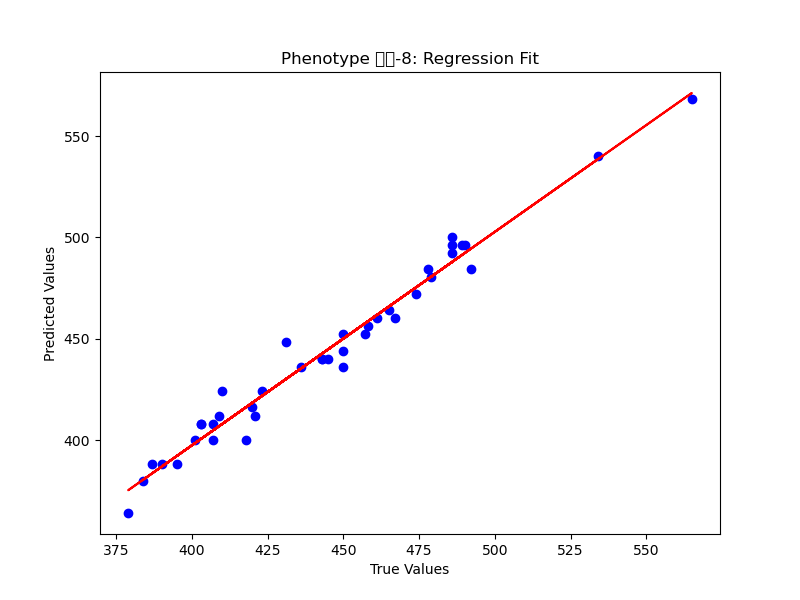 Phenotype -8: Regression Fit
Predicted Values
550
500
450
400
375 400 425 450 475 500 525 550
True Values